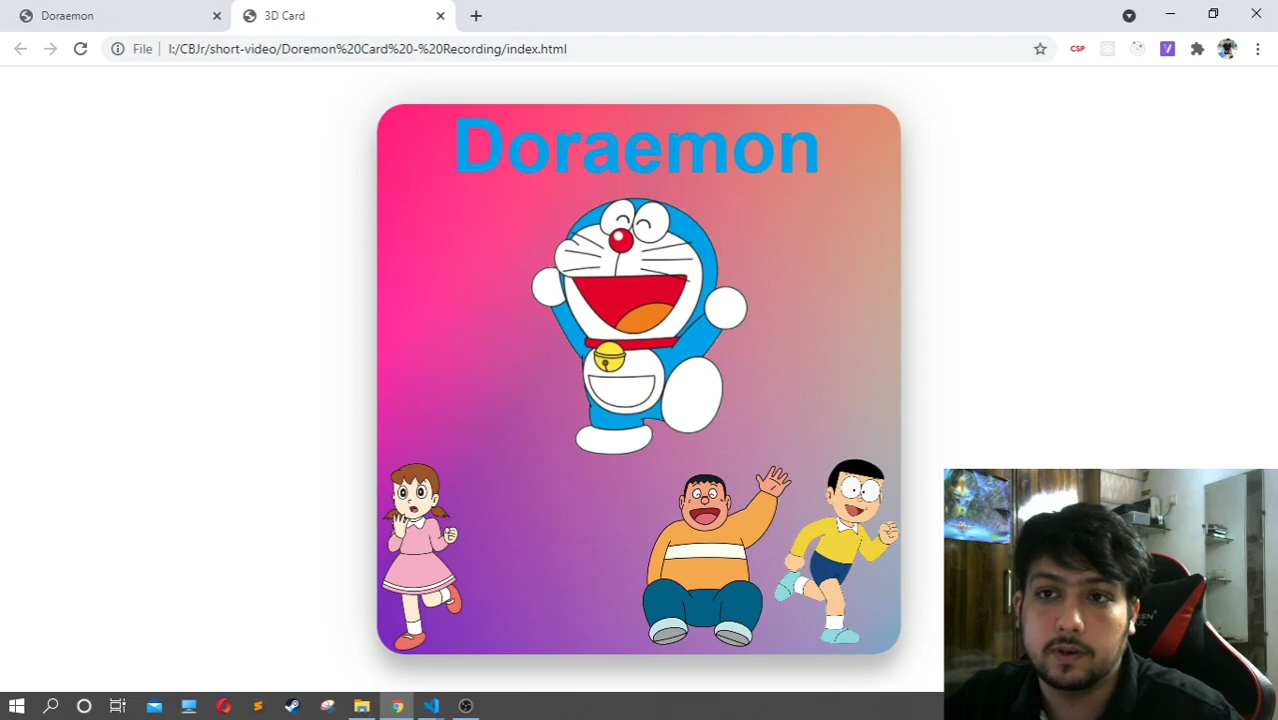 Doraemon
3D Card
File
I:/CBJr/short-video/Doremon%20Card%20-%20Recording/index.html
CSP
Doraemon